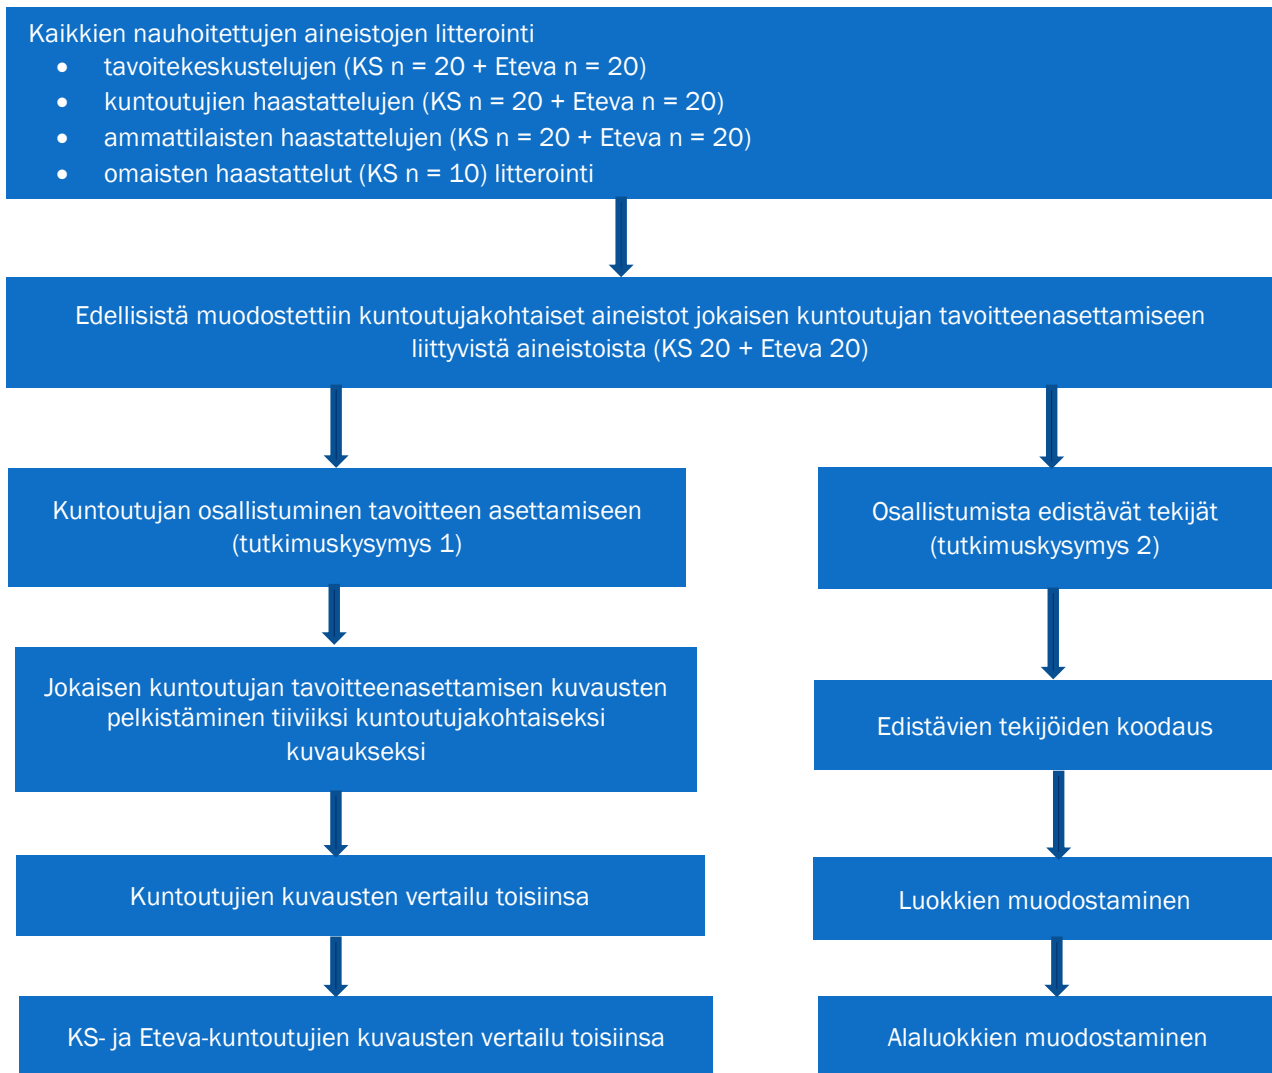 Kaikkien nauhoitettujen aineistojen litterointi
• tavoitekeskustelujen (KS n = 20 + Eteva n = 20)
• kuntoutujien haastattelujen (KS n = 20 + Eteva n = 20)
• ammattilaisten haastattelujen (KS n = 20 + Eteva n = 20)
• omaisten haastattelut (KS n = 10) litterointi
Edellisistä muodostettiin kuntoutujakohtaiset aineistot jokaisen kuntoutujan tavoitteenasettamiseen
liittyvistä aineistoista (KS 20 + Eteva 20)
Kuntoutujan osallistuminen tavoitteen asettamiseen
(tutkimuskysymys 1)
Jokaisen kuntoutujan tavoitteenasettamisen kuvausten
pelkistäminen tiiviiksi kuntoutujakohtaiseksi
kuvaukseksi
Kuntoutujien kuvausten vertailu toisiinsa
KS- ja Eteva-kuntoutujien kuvausten vertailu toisiinsa
Osallistumista edistävät tekijät
(tutkimuskysymys 2)
Edistävien tekijöiden koodaus
Luokkien muodostaminen
Alaluokkien muodostaminen